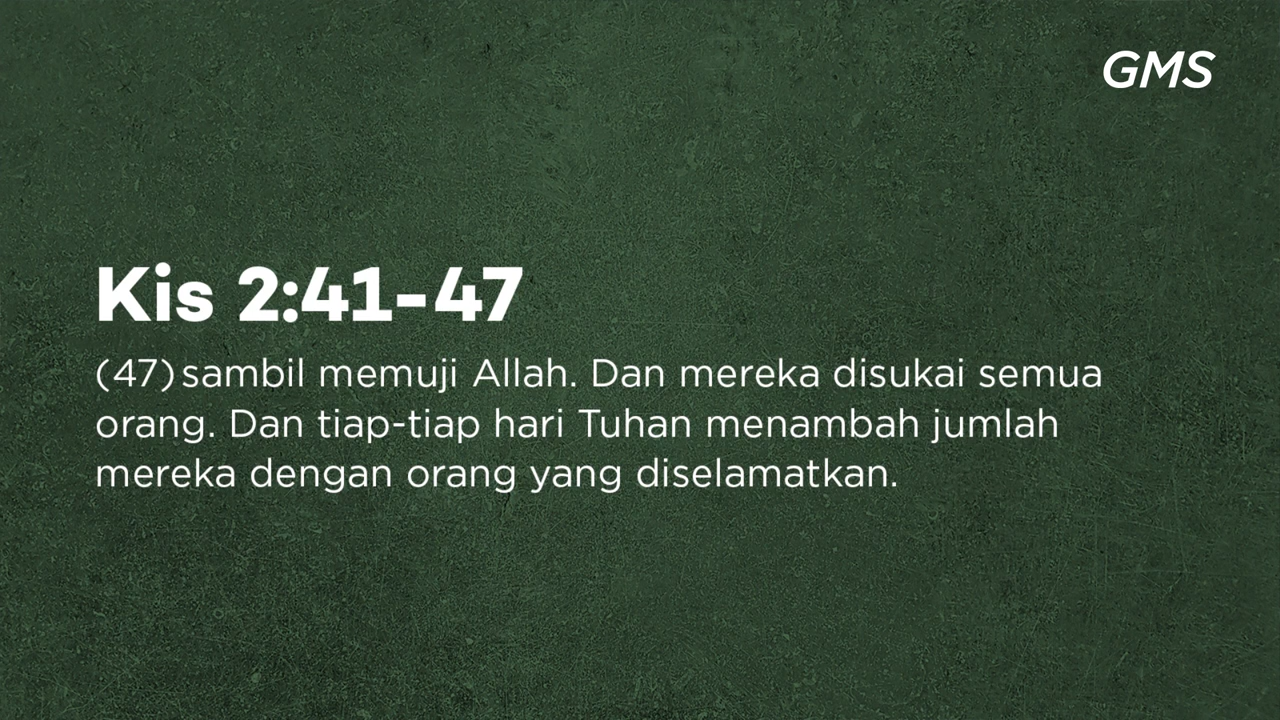 GMS
Kis 2:41-47
(47) sambil memuji Allah. Dan mereka disukai semua
orang. Dan tiap-tiap hari Tuhan menambah jumlah
mereka dengan orang yang diselamatkan.